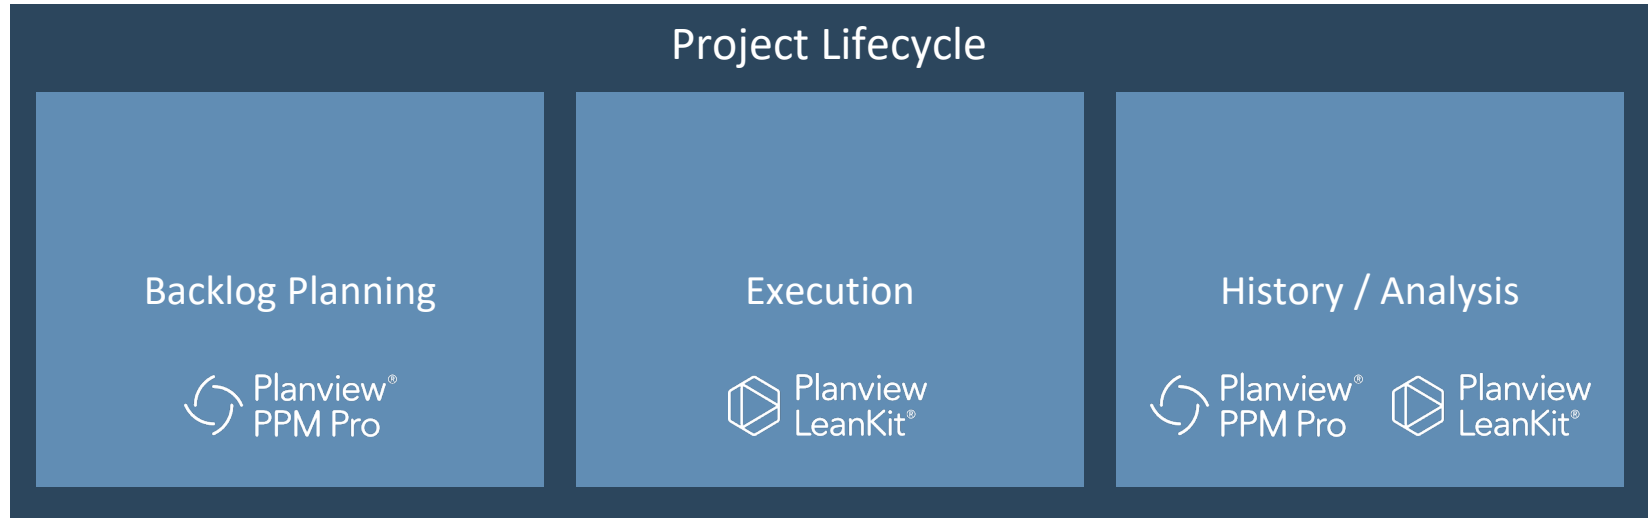 Project Lifecycle
Backlog Planning
Planview®
PPM Pro
Execution
Planview
LeanKit®
History / Analysis
Planview®
PPM Pro
Planview
LeanKit®